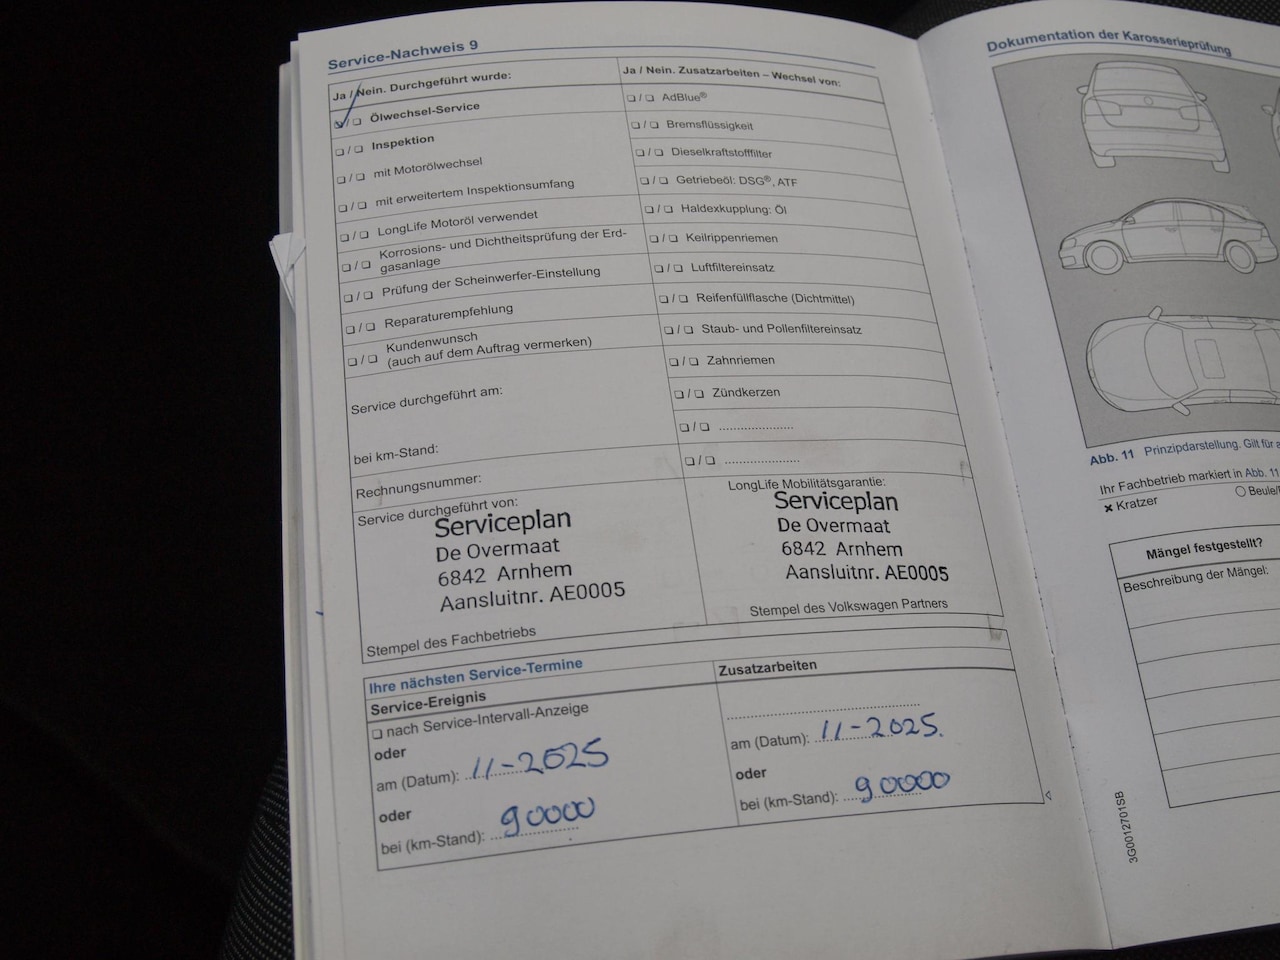 Service-Nachweis 9
Ja / Nein. Durchgeführt wurde:
❑ / ❑ Ölwechsel-Service
❑ / ❑ Inspektion
❑ / ❑ mit Motorölwechsel
❑ / ❑ mit erweitertem Inspektionsumfang
❑ / ❑ LongLife Motoröl verwendet
❑ / ❑ Korrosions- und Dichtheitsprüfung der Erd-
gasanlage
❑ / ❑ Prüfung der Scheinwerfer-Einstellung
❑ / ❑ Reparaturempfehlung
❑ / ❑ Kundenwunsch
(auch auf dem Auftrag vermerken)
Service durchgeführt am:
bei km-Stand:
Rechnungsnummer:
Ja / Nein. Zusatzarbeiten – Wechsel von:
❑ / ❑ AdBlue®
❑ / ❑ Bremsflüssigkeit
❑ / ❑ Dieselkraftstofffilter
❑ / ❑ Getriebeöl: DSG®, ATF
❑ / ❑ Haldexkupplung: Öl
❑ / ❑ Keilrippenriemen
❑ / ❑ Luftfiltereinsatz
❑ / ❑ Reifenfüllflasche (Dichtmittel)
❑ / ❑ Staub- und Pollenfiltereinsatz
❑ / ❑ Zahnriemen
❑ / ❑ Zündkerzen
❑ / ❑ ......................
❑ / ❑ ......................
Service durchgeführt von:
Serviceplan
De Overmaat
6842 Arnhem
Aansluitnr. AE0005
Stempel des Fachbetriebs
LongLife Mobilitätsgarantie:
Serviceplan
De Overmaat
6842 Arnhem
Aansluitnr. AE0005
Stempel des Volkswagen Partners
Ihre nächsten Service-Termine
Service-Ereignis
❑ nach Service-Intervall-Anzeige
oder
am (Datum): 11-2025
oder
bei (km-Stand): 90000
Zusatzarbeiten
am (Datum): 11-2025.
oder
bei (km-Stand): 90000
Dokumentation der Karosserieprüfung
Abb. 11 Prinzipdarstellung. Gilt für
Ihr Fachbetrieb markiert in Abb. 11
✖ Kratzer
○ Beule/
Mängel festgestellt?
Beschreibung der Mängel:
3G0012701SB